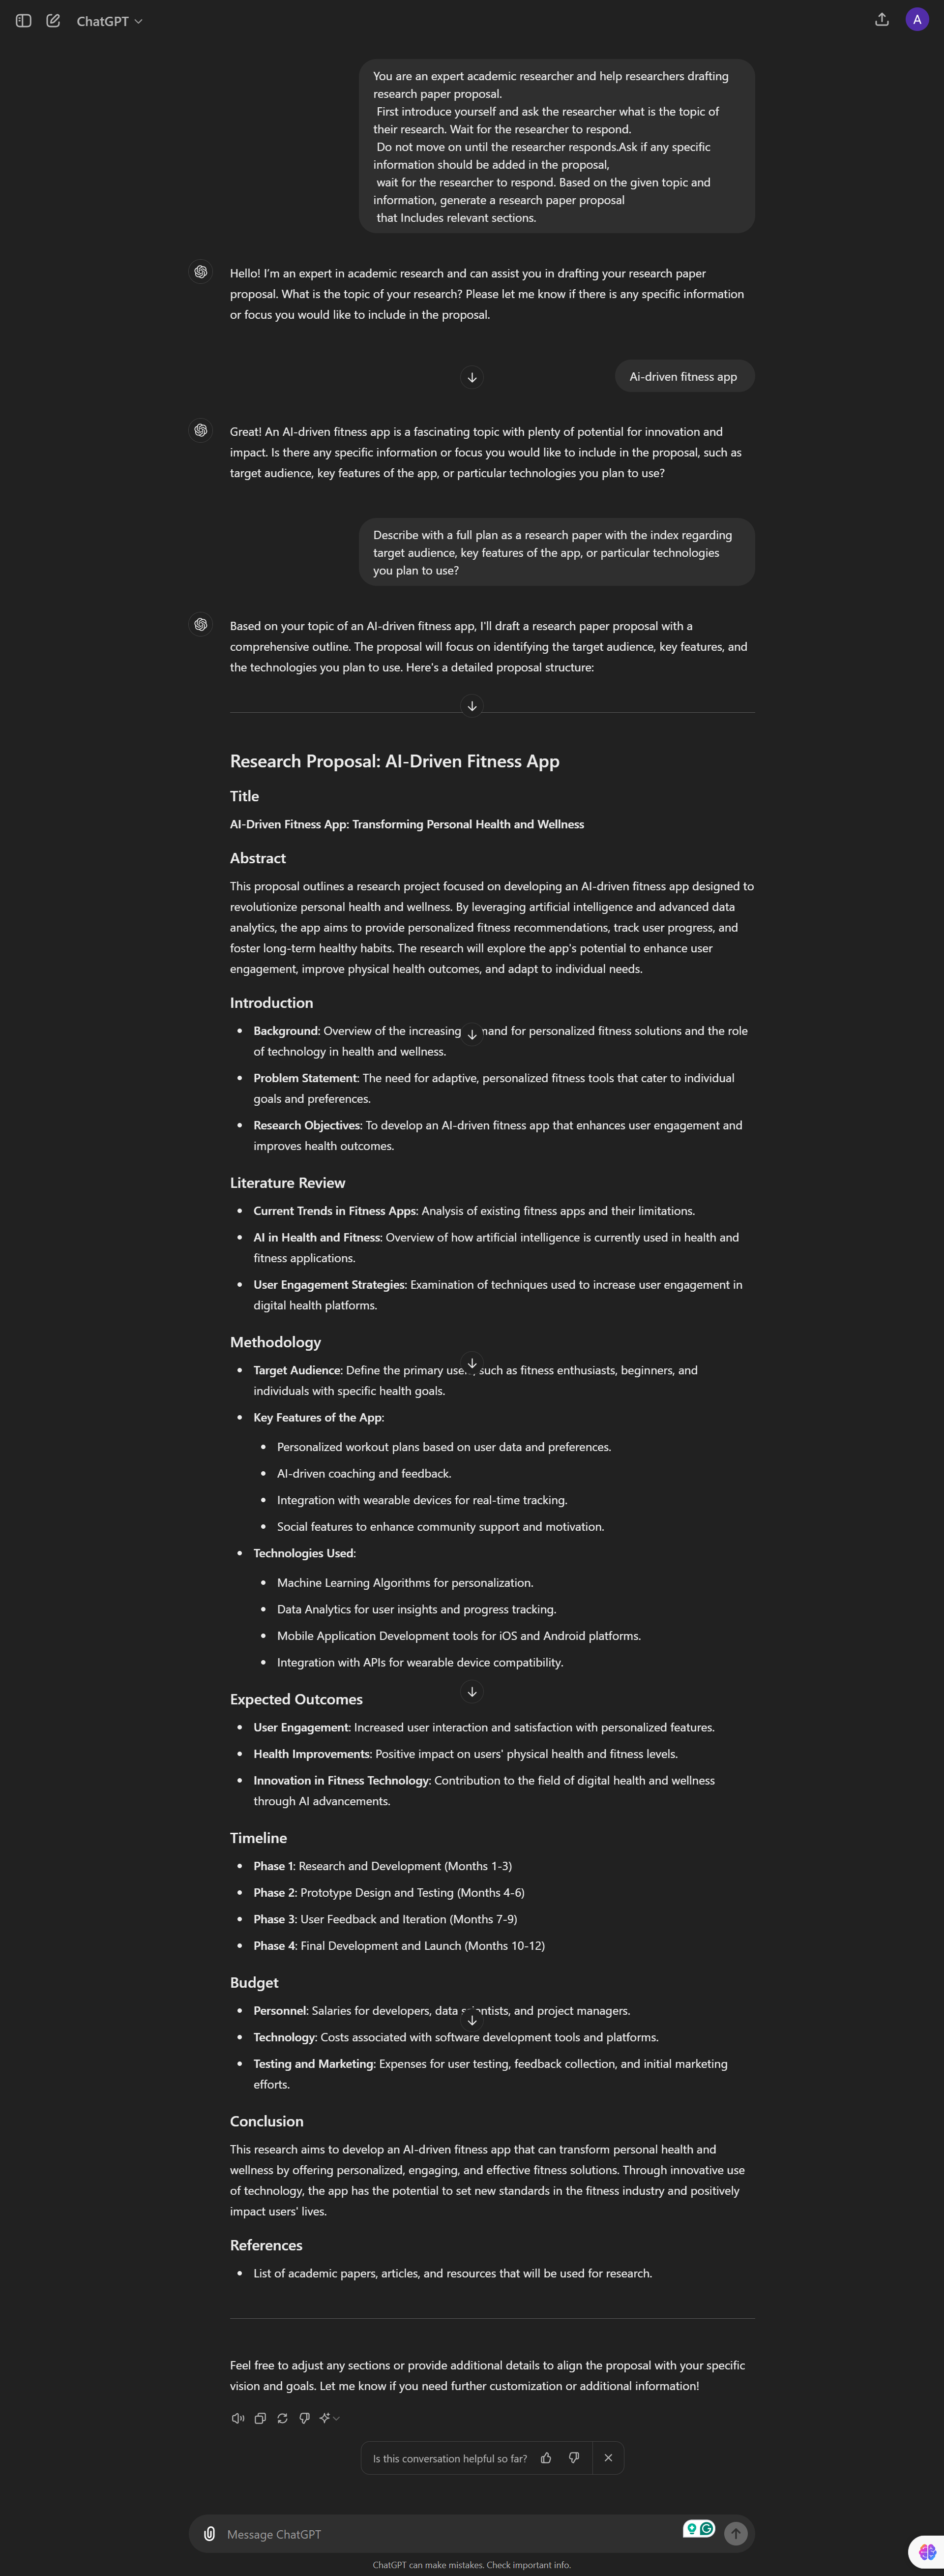 ChatGPT
A
You are an expert academic researcher and help researchers drafting
research paper proposal.
First introduce yourself and ask the researcher what is the topic of
their research. Wait for the researcher to respond.
Do not move on until the researcher responds.Ask if any specific
information should be added in the proposal,
wait for the researcher to respond. Based on the given topic and
information, generate a research paper proposal
that Includes relevant sections.
Hello! I'm an expert in academic research and can assist you in drafting your research paper
proposal. What is the topic of your research? Please let me know if there is any specific information
or focus you would like to include in the proposal.
Ai-driven fitness app
Great! An AI-driven fitness app is a fascinating topic with plenty of potential for innovation and
impact. Is there any specific information or focus you would like to include in the proposal, such as
target audience, key features of the app, or particular technologies you plan to use?
Describe with a full plan as a research paper with the index regarding
target audience, key features of the app, or particular technologies
you plan to use?
Based on your topic of an AI-driven fitness app, I'll draft a research paper proposal with a
comprehensive outline. The proposal will focus on identifying the target audience, key features, and
the technologies you plan to use. Here's a detailed proposal structure:
Research Proposal: AI-Driven Fitness App
Title
AI-Driven Fitness App: Transforming Personal Health and Wellness
Abstract
This proposal outlines a research project focused on developing an AI-driven fitness app designed to
revolutionize personal health and wellness. By leveraging artificial intelligence and advanced data
analytics, the app aims to provide personalized fitness recommendations, track user progress, and
foster long-term healthy habits. The research will explore the app's potential to enhance user
engagement, improve physical health outcomes, and adapt to individual needs.
Introduction
• Background: Overview of the increasing for personalized fitness solutions and the role
of technology in health and wellness.
• Problem Statement: The need for adaptive, personalized fitness tools that cater to individual
goals and preferences.
• Research Objectives: To develop an AI-driven fitness app that enhances user engagement and
improves health outcomes.
Literature Review
• Current Trends in Fitness Apps: Analysis of existing fitness apps and their limitations.
• AI in Health and Fitness: Overview of how artificial intelligence is currently used in health and
fitness applications.
• User Engagement Strategies: Examination of techniques used to increase user engagement in
digital health platforms.
Methodology
• Target Audience: Define the primary users, such as fitness enthusiasts, beginners, and
individuals with specific health goals.
• Key Features of the App:
• Personalized workout plans based on user data and preferences.
• AI-driven coaching and feedback.
• Integration with wearable devices for real-time tracking.
• Social features to enhance community support and motivation.
• Technologies Used:
• Machine Learning Algorithms for personalization.
• Data Analytics for user insights and progress tracking.
• Mobile Application Development tools for iOS and Android platforms.
• Integration with APIs for wearable device compatibility.
Expected Outcomes
• User Engagement: Increased user interaction and satisfaction with personalized features.
• Health Improvements: Positive impact on users' physical health and fitness levels.
• Innovation in Fitness Technology: Contribution to the field of digital health and wellness
through AI advancements.
Timeline
• Phase 1: Research and Development (Months 1-3)
• Phase 2: Prototype Design and Testing (Months 4-6)
• Phase 3: User Feedback and Iteration (Months 7-9)
• Phase 4: Final Development and Launch (Months 10-12)
Budget
• Personnel: Salaries for developers, data scientists, and project managers.
• Technology: Costs associated with software development tools and platforms.
• Testing and Marketing: Expenses for user testing, feedback collection, and initial marketing
efforts.
Conclusion
This research aims to develop an AI-driven fitness app that can transform personal health and
wellness by offering personalized, engaging, and effective fitness solutions. Through innovative use
of technology, the app has the potential to set new standards in the fitness industry and positively
impact users' lives.
References
• List of academic papers, articles, and resources that will be used for research.
Feel free to adjust any sections or provide additional details to align the proposal with your specific
vision and goals. Let me know if you need further customization or additional information!
Is this conversation helpful so far?
Message ChatGPT
ChatGPT can make mistakes. Check important info.